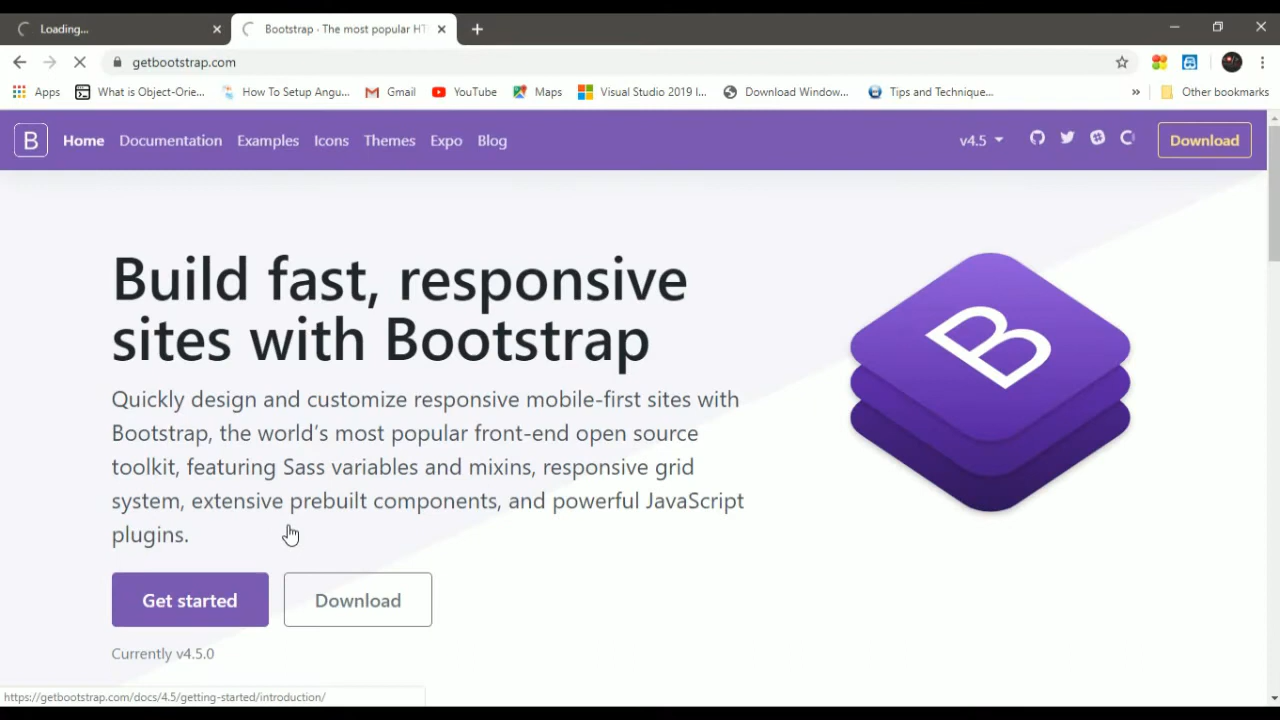 Loading...
Bootstrap · The most popular HT
getbootstrap.com
Apps What is Object-Orie... How To Setup Angu... Gmail YouTube Maps Visual Studio 2019 I... Download Window... Tips and Technique... » Other bookmarks
B Home Documentation Examples Icons Themes Expo Blog v4.5 Download
Build fast, responsive
sites with Bootstrap
Quickly design and customize responsive mobile-first sites with
Bootstrap, the world’s most popular front-end open source
toolkit, featuring Sass variables and mixins, responsive grid
system, extensive prebuilt components, and powerful JavaScript
plugins.
B
Get started Download
Currently v4.5.0
https://getbootstrap.com/docs/4.5/getting-started/introduction/